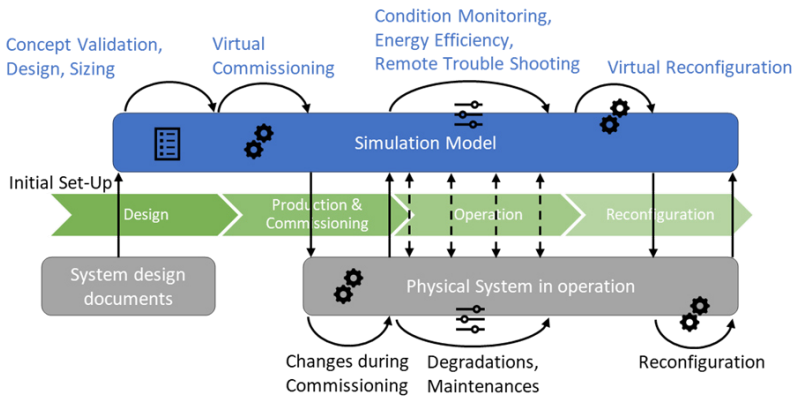 Concept Validation,
Design, Sizing
Virtual
Commissioning
Condition Monitoring,
Energy Efficiency,
Remote Trouble Shooting
Virtual Reconfiguration
Simulation Model
Initial Set-Up
Design
Production &
Commissioning
Operation
Reconfiguration
System design
documents
Physical System in operation
Changes during
Commissioning
Degradations,
Maintenances
Reconfiguration